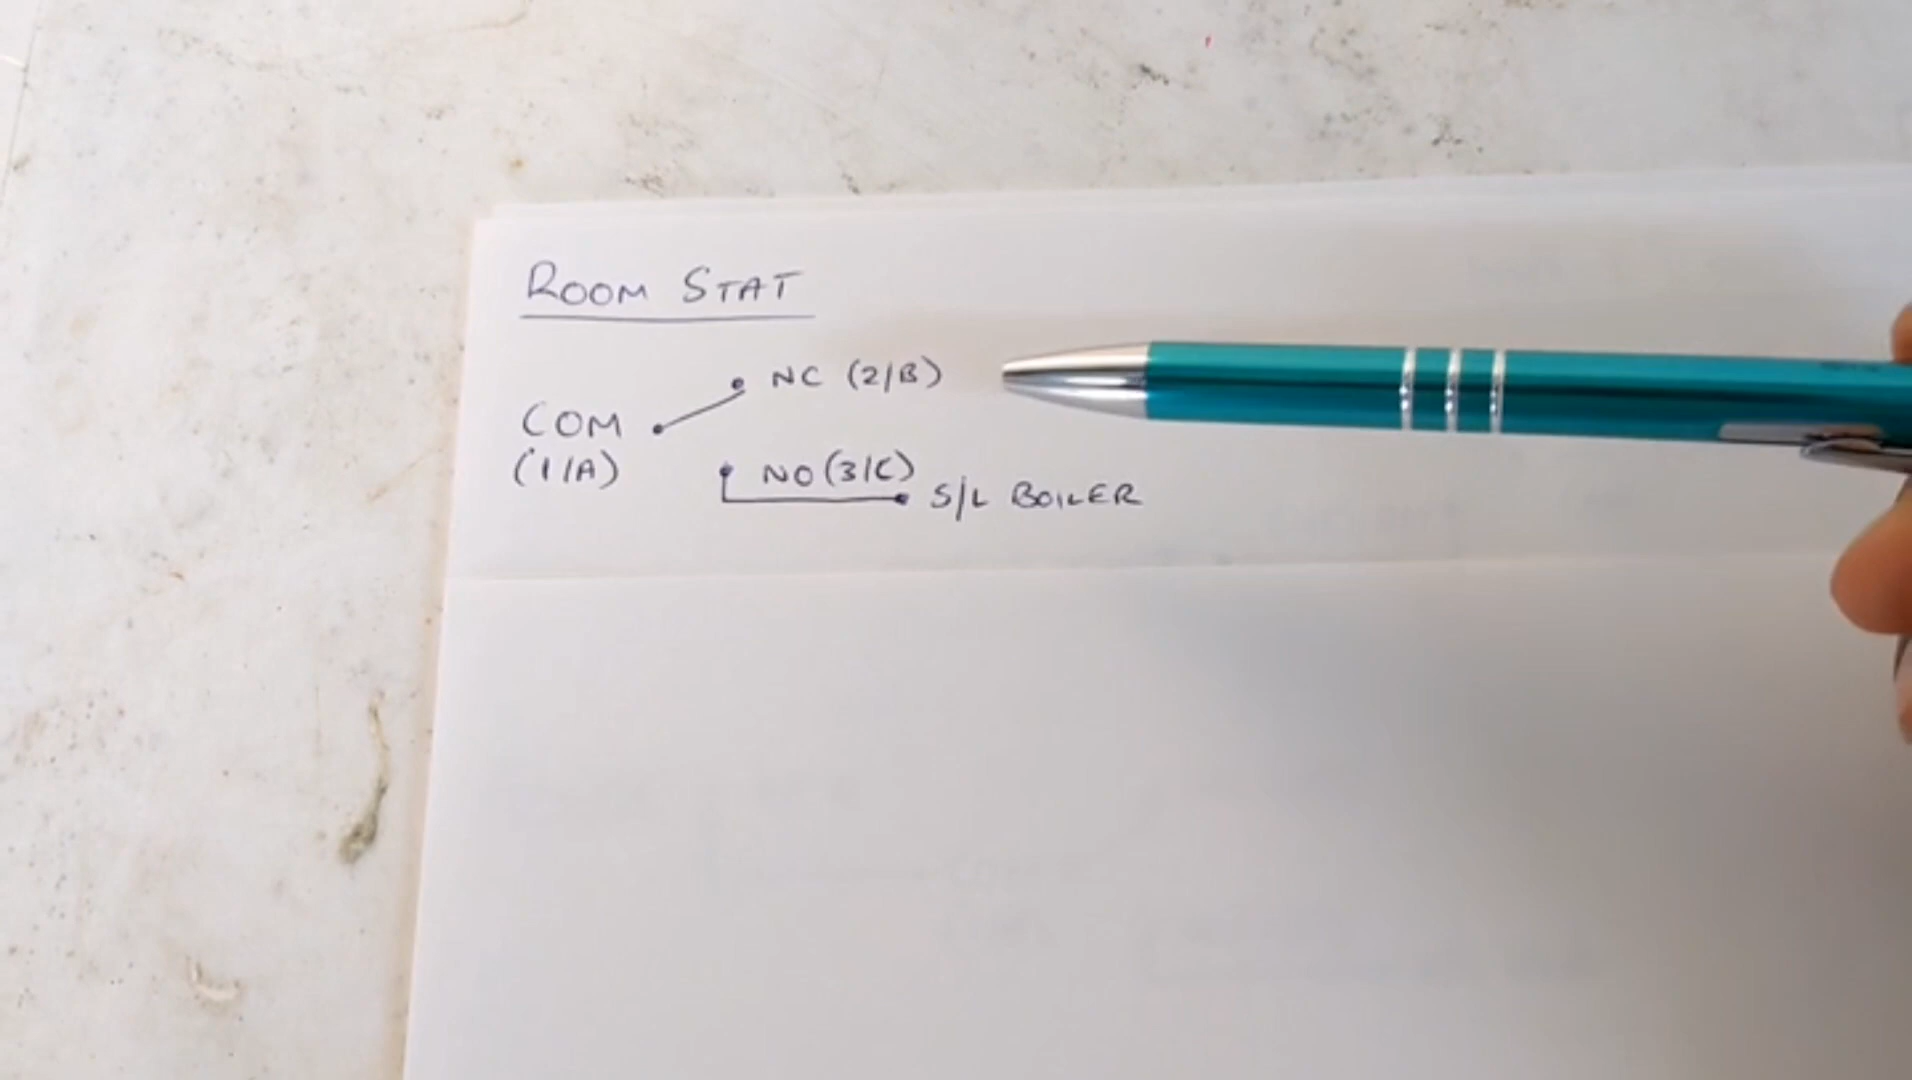 ROOM STAT
NC (2/B)
COM
(1/A)
NO (3/C)
S/L BOILER